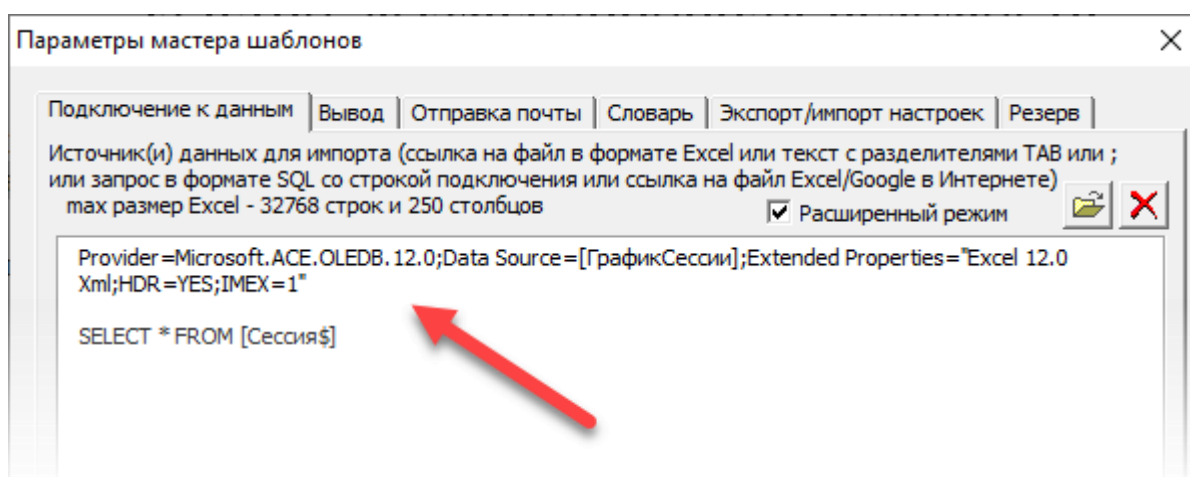 Параметры мастера шаблонов
Подключение к данным
Вывод
Отправка почты
Словарь
Экспорт/импорт настроек
Резерв
Источник(и) данных для импорта (ссылка на файл в формате Excel или текст с разделителями TAB или ;
или запрос в формате SQL со строкой подключения или ссылка на файл Excel/Google в Интернете)
max размер Excel - 32768 строк и 250 столбцов
Расширенный режим
Provider=Microsoft.ACE.OLEDB.12.0;Data Source=[ГрафикСессии];Extended Properties="Excel 12.0
Xml;HDR=YES;IMEX=1"
SELECT * FROM [Сессия$]